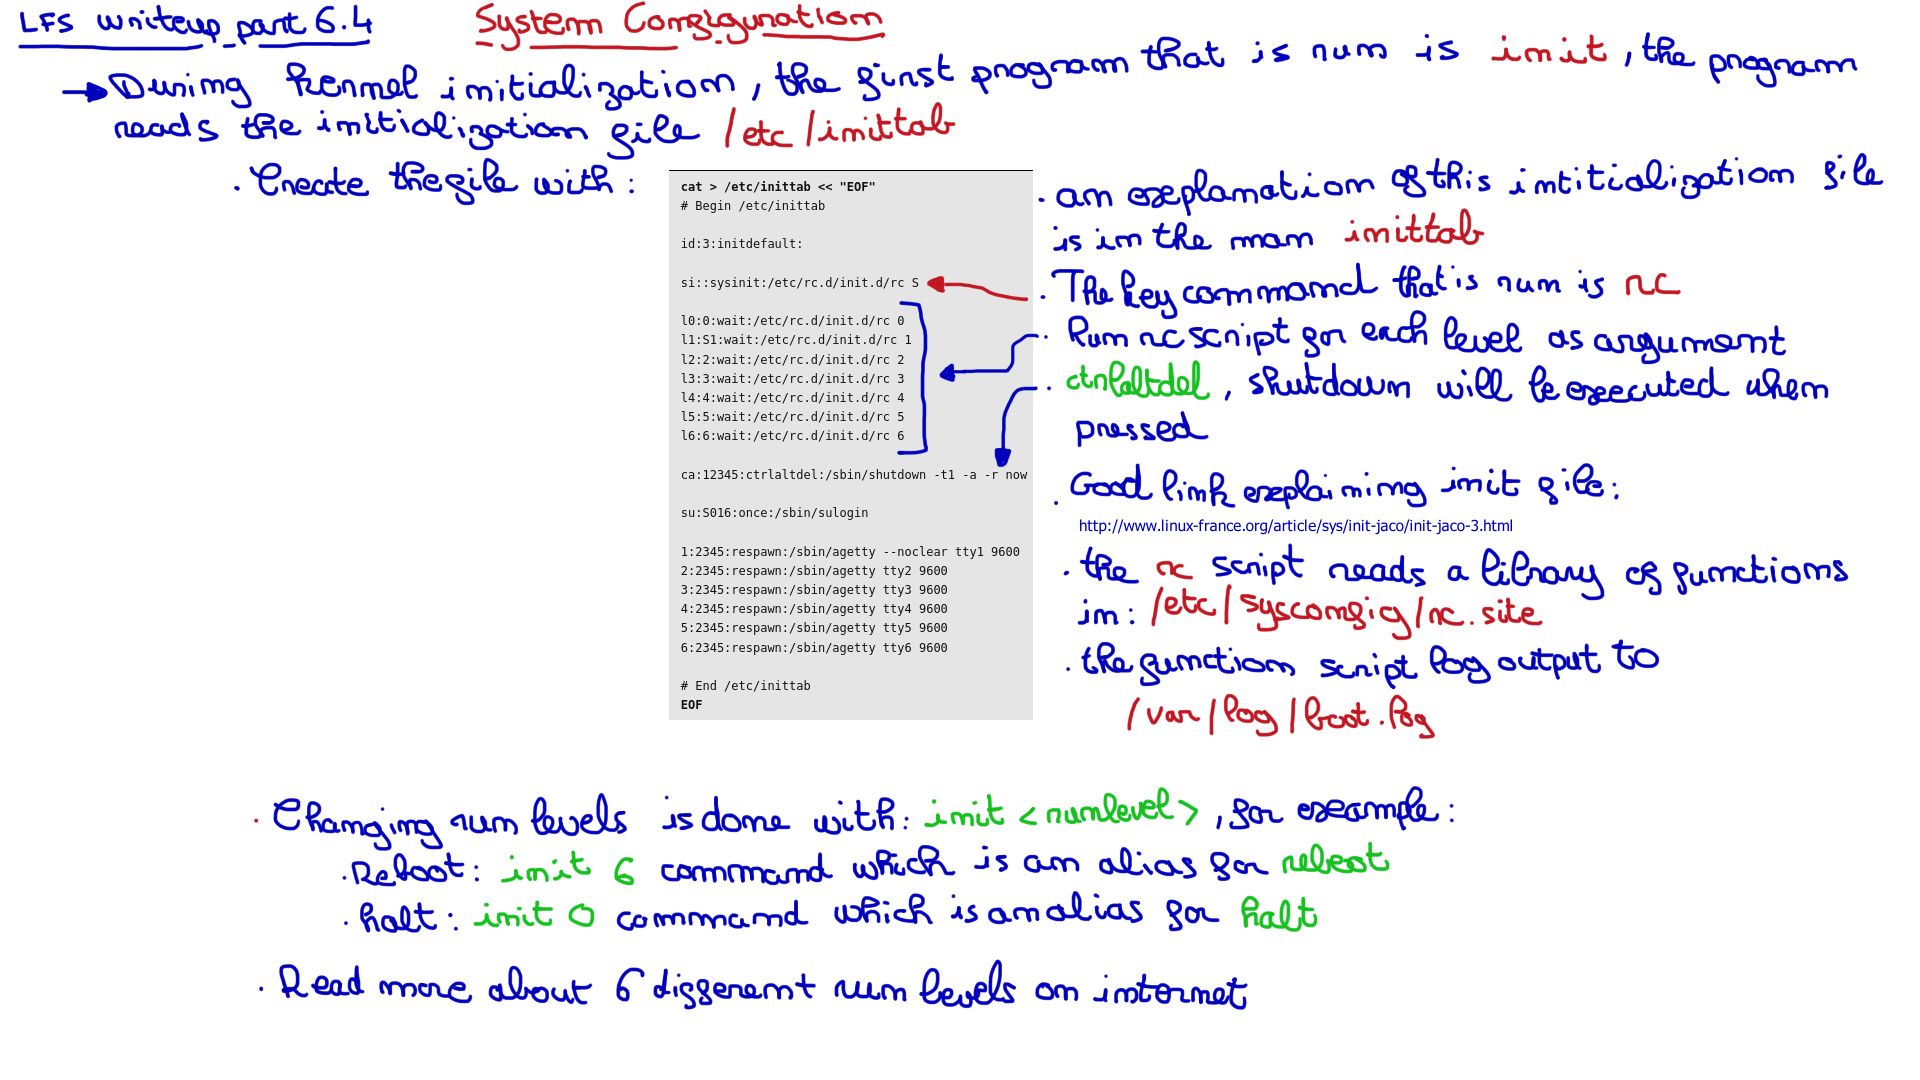 LFS writeup part 6.4 System Configuration
During kernel initialization, the first program that is run is init, the program
reads the initialization file /etc/inittab
. Create the file with :
cat > /etc/inittab << "EOF"
# Begin /etc/inittab
id:3:initdefault:
si::sysinit:/etc/rc.d/init.d/rc S
l0:0:wait:/etc/rc.d/init.d/rc 0
l1:S1:wait:/etc/rc.d/init.d/rc 1
l2:2:wait:/etc/rc.d/init.d/rc 2
l3:3:wait:/etc/rc.d/init.d/rc 3
l4:4:wait:/etc/rc.d/init.d/rc 4
l5:5:wait:/etc/rc.d/init.d/rc 5
l6:6:wait:/etc/rc.d/init.d/rc 6
ca:12345:ctrlaltdel:/sbin/shutdown -t1 -a -r now
su:S016:once:/sbin/sulogin
1:2345:respawn:/sbin/agetty --noclear tty1 9600
2:2345:respawn:/sbin/agetty tty2 9600
3:2345:respawn:/sbin/agetty tty3 9600
4:2345:respawn:/sbin/agetty tty4 9600
5:2345:respawn:/sbin/agetty tty5 9600
6:2345:respawn:/sbin/agetty tty6 9600
# End /etc/inittab
EOF
. an explanation of this intitialization file
is in the man inittab
. The key command that is run is rc
. Run rc script for each level as argument
. ctrlaltdel, shutdown will be executed when
pressed
. Good link explaining init file:
http://www.linux-france.org/article/sys/init-jaco/init-jaco-3.html
. the rc script reads a library of functions
in : /etc/sysconfig/rc.site
. the function script log output to
/var/log/boot.log
. Changing run levels is done with: init <runlevel>, for example :
. Reboot : init 6 command which is an alias for reboot
. halt : init 0 command which is an alias for halt
. Read more about 6 different run levels on internet